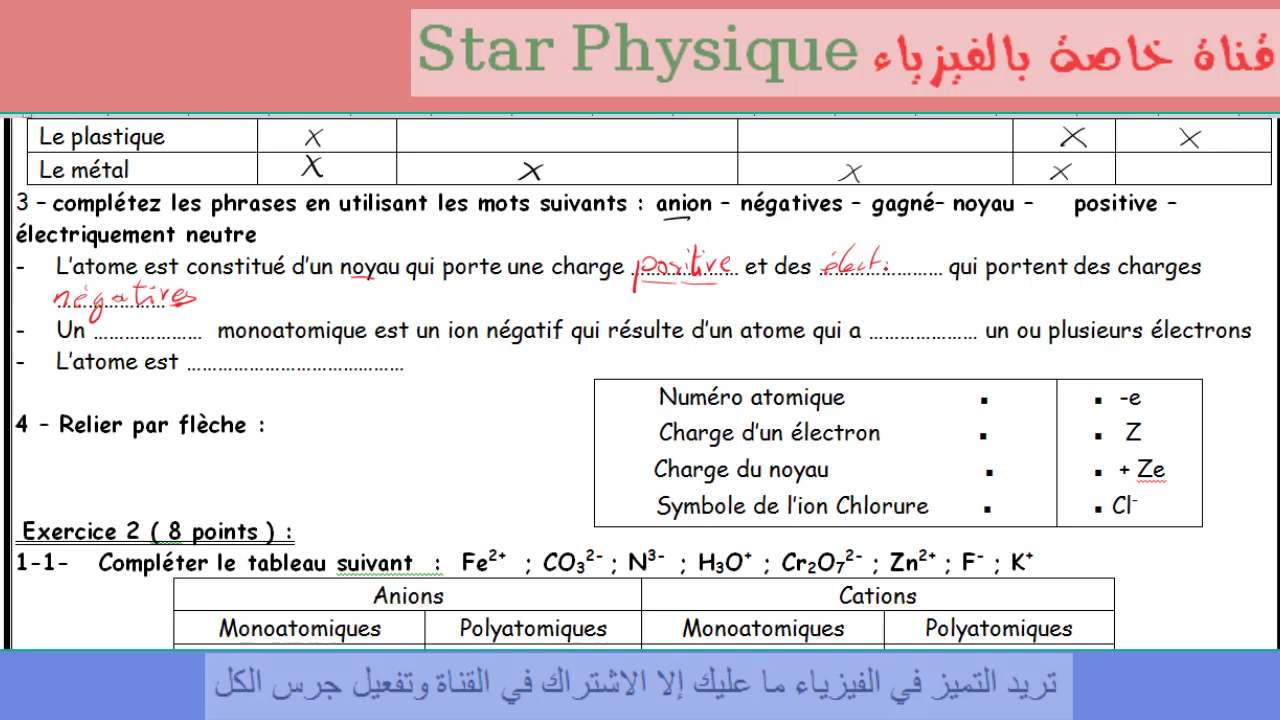 Star Physique قناة خاصة بالفيزياء
Le plastique X X X
Le métal X X X X
3 – complétez les phrases en utilisant les mots suivants : anion – négatives – gagné– noyau – positive –
électriquement neutre
- L'atome est constitué d'un noyau qui porte une charge positive et des élect. qui portent des charges
négatives
- Un ………………… monoatomique est un ion négatif qui résulte d'un atome qui a ………………… un ou plusieurs électrons
- L'atome est ……………………………………
4 – Relier par flèche :
Numéro atomique ▪ ▪ -e
Charge d'un électron ▪ ▪ Z
Charge du noyau ▪ ▪ + Ze
Symbole de l'ion Chlorure ▪ ▪ Cl⁻
Exercice 2 ( 8 points ) :
1-1- Compléter le tableau suivant : Fe²⁺ ; CO₃²⁻ ; N³⁻ ; H₃O⁺ ; Cr₂O₇²⁻ ; Zn²⁺ ; F⁻ ; K⁺
Anions Cations
Monoatomiques Polyatomiques Monoatomiques Polyatomiques
تريد التميز في الفيزياء ما عليك إلا الاشتراك في القناة وتفعيل جرس الكل